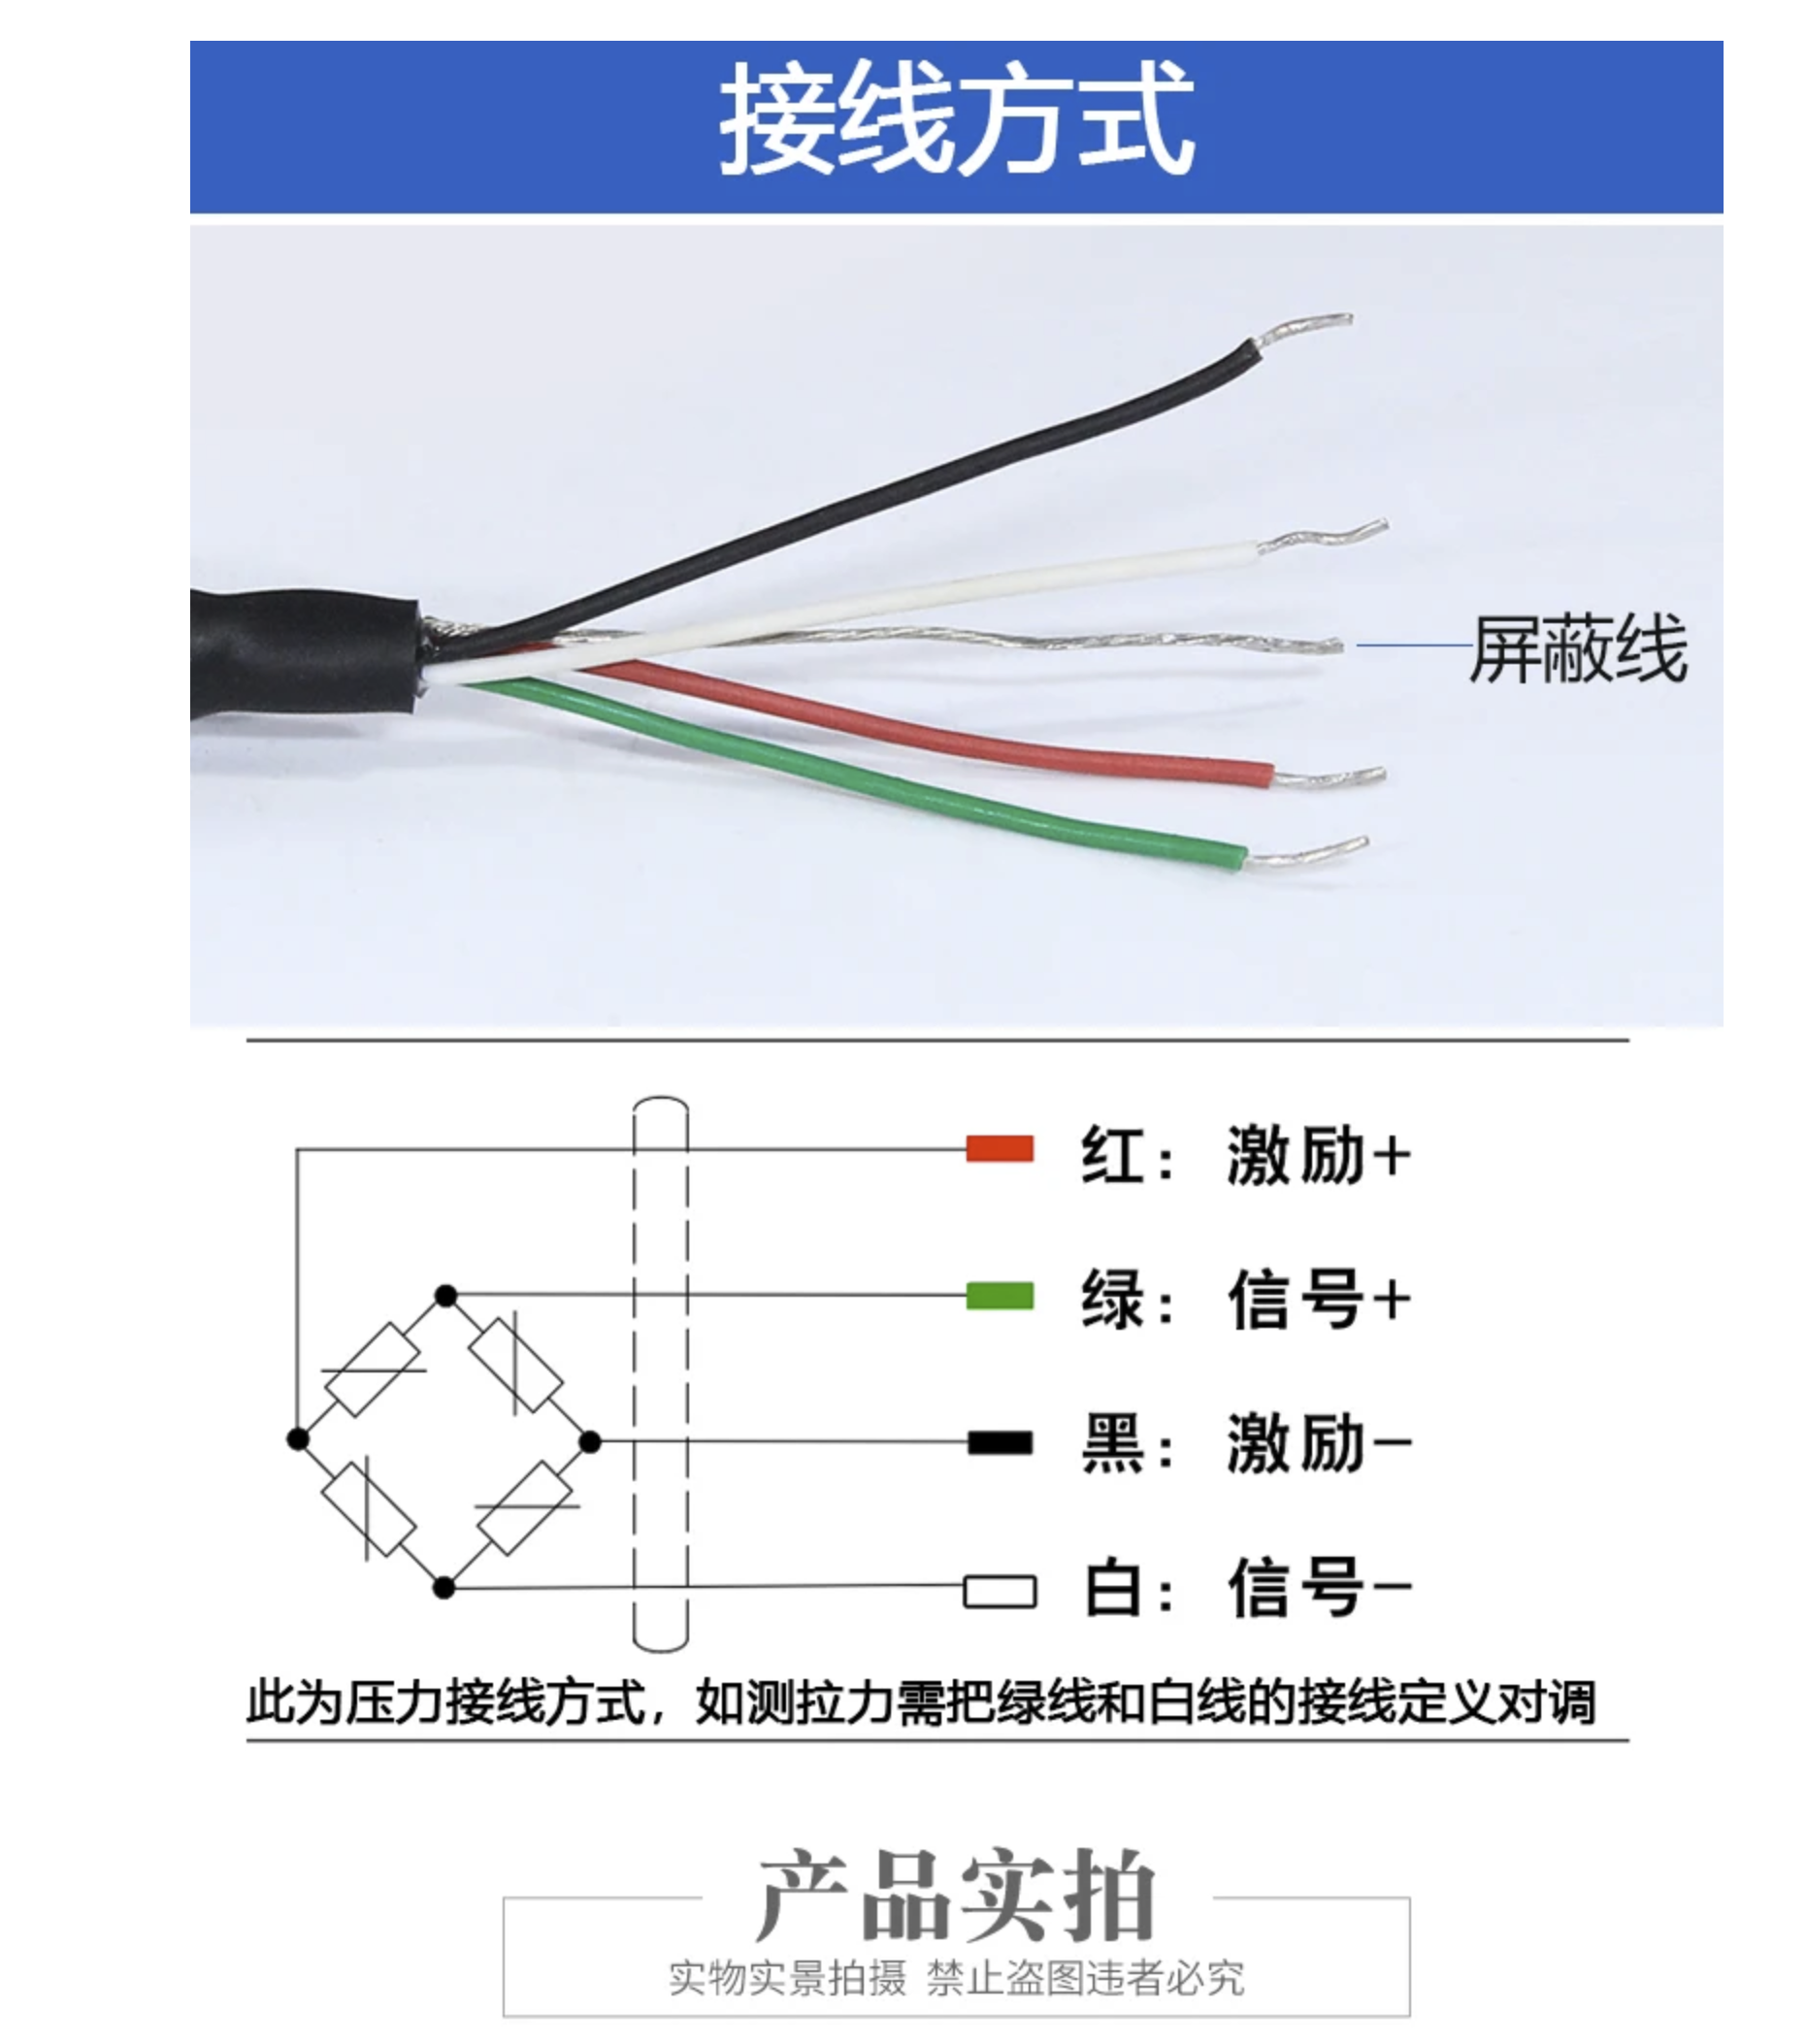 接线方式
屏蔽线
红：激励+
绿：信号+
黑：激励-
白：信号-
此为压力接线方式，如测拉力需把绿线和白线的接线定义对调
产品实拍
实物实景拍摄 禁止盗图违者必究